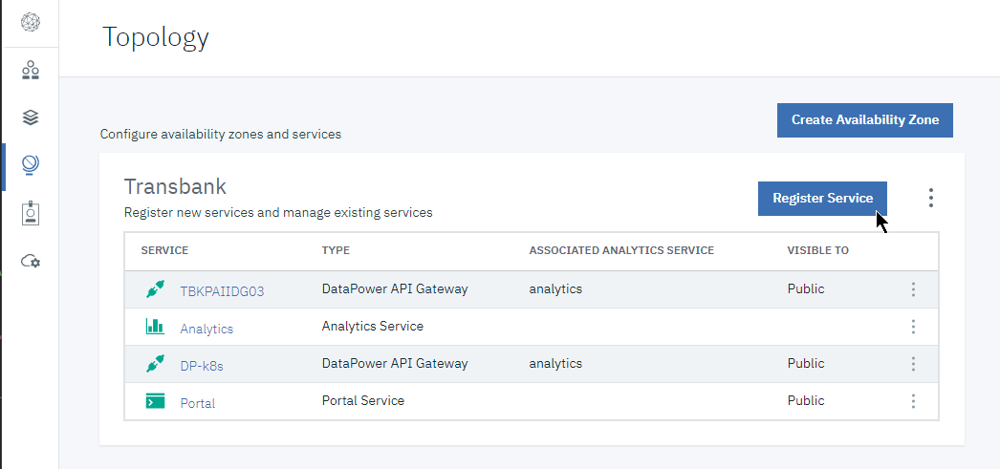 Topology
Create Availability Zone
Configure availability zones and services
Transbank
Register Service
Register new services and manage existing services
SERVICE TYPE ASSOCIATED ANALYTICS SERVICE VISIBLE TO
TBKPAIIDG03 DataPower API Gateway analytics Public
Analytics Analytics Service
DP-k8s DataPower API Gateway analytics Public
Portal Portal Service Public